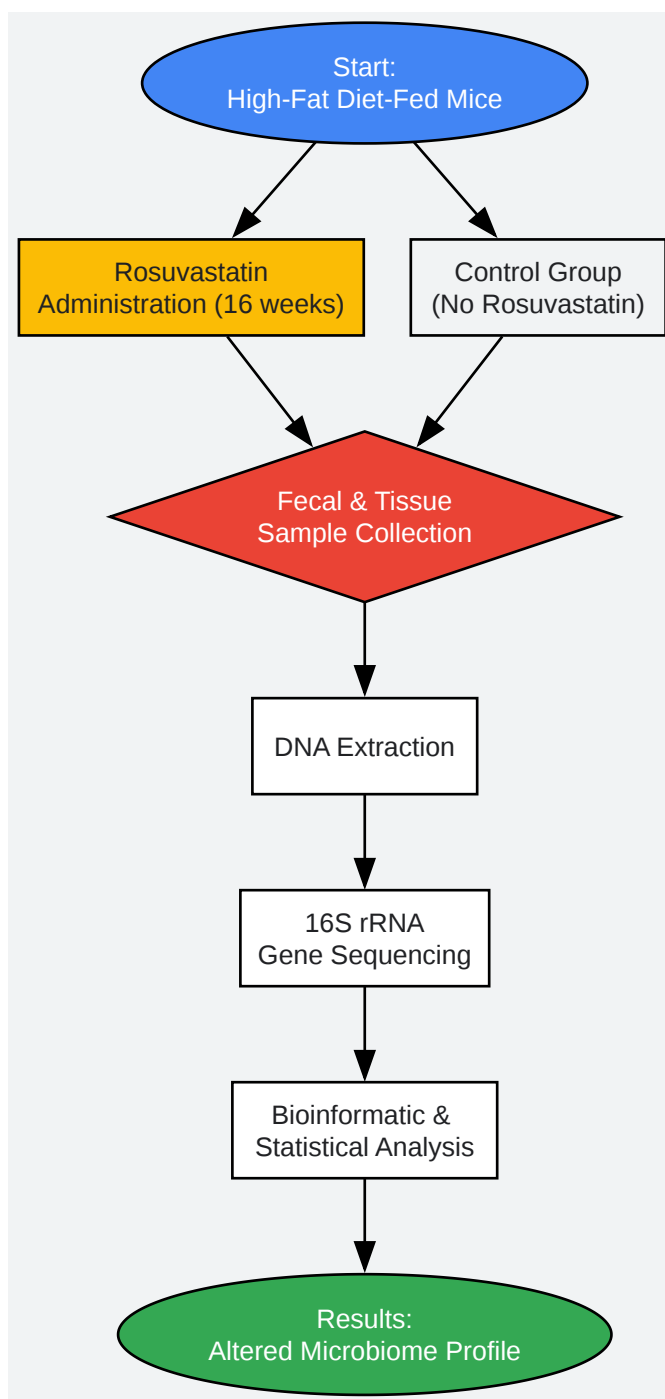 Start:
High-Fat Diet-Fed Mice
Rosuvastatin
Administration (16 weeks)
Control Group
(No Rosuvastatin)
Fecal & Tissue
Sample Collection
DNA Extraction
16S rRNA
Gene Sequencing
Bioinformatic &
Statistical Analysis
Results:
Altered Microbiome Profile